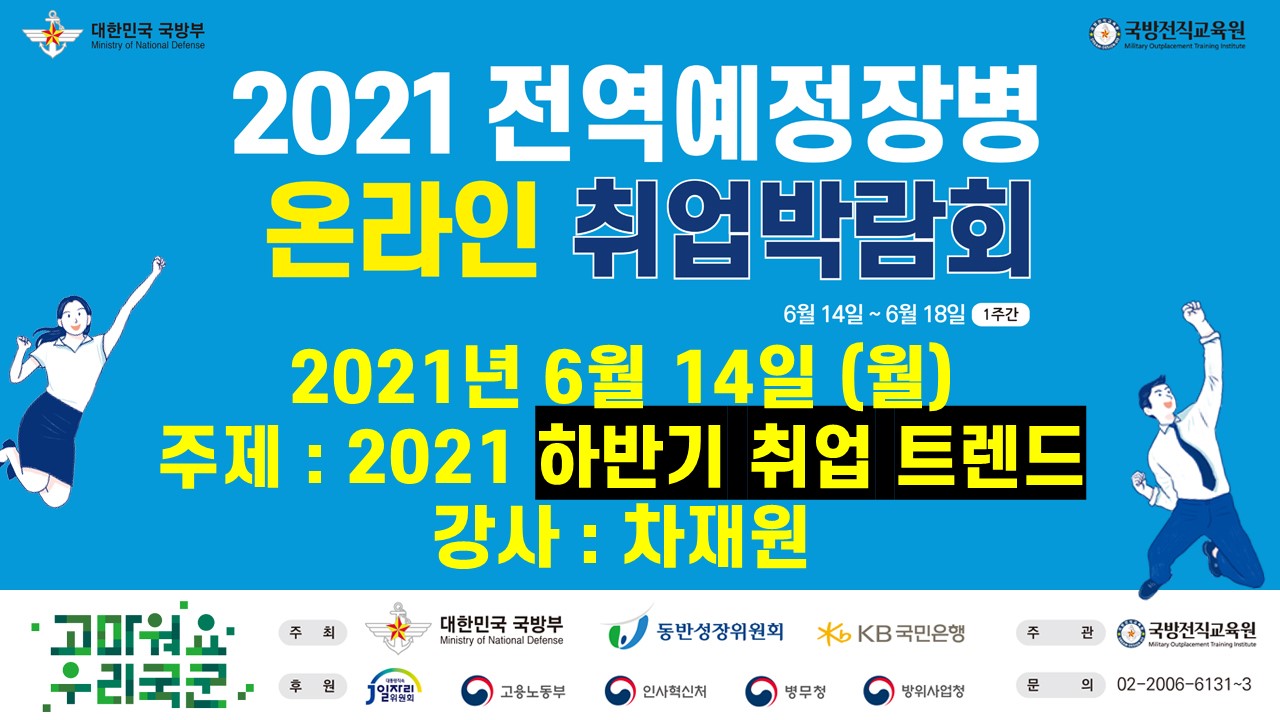 대한민국 국방부
Ministry of National Defense
국방전직교육원
Military Outplacement Training Institute
2021 전역예정장병
온라인 취업박람회
6월 14일 ~ 6월 18일 1주간
2021년 6월 14일 (월)
주제 : 2021 하반기 취업 트렌드
강사 : 차재원
고마워요
우리국군
주 최
대한민국 국방부
Ministry of National Defense
동반성장위원회
KB 국민은행
주 관
국방전직교육원
Military Outplacement Training Institute
후 원
대통령직속
일자리
위원회
고용노동부
인사혁신처
병무청
방위사업청
문 의
02-2006-6131~3